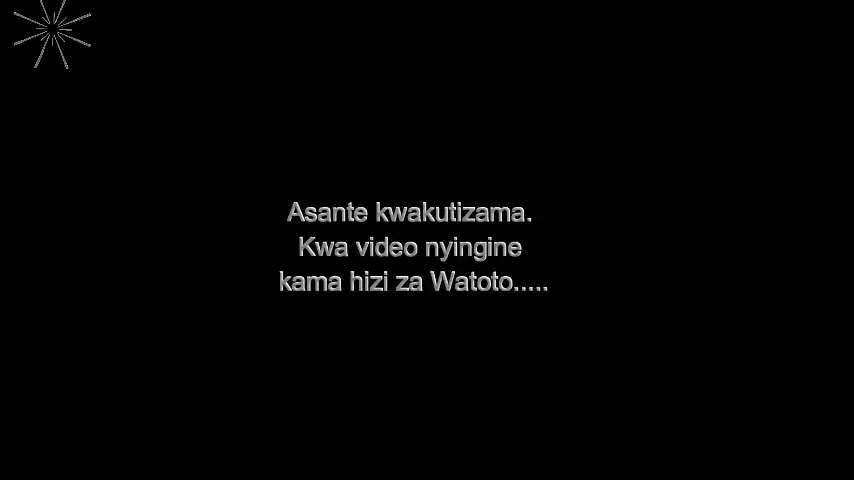 Asante kwakutizama.
Kwa video nyingine
kama hizi za Watoto.....